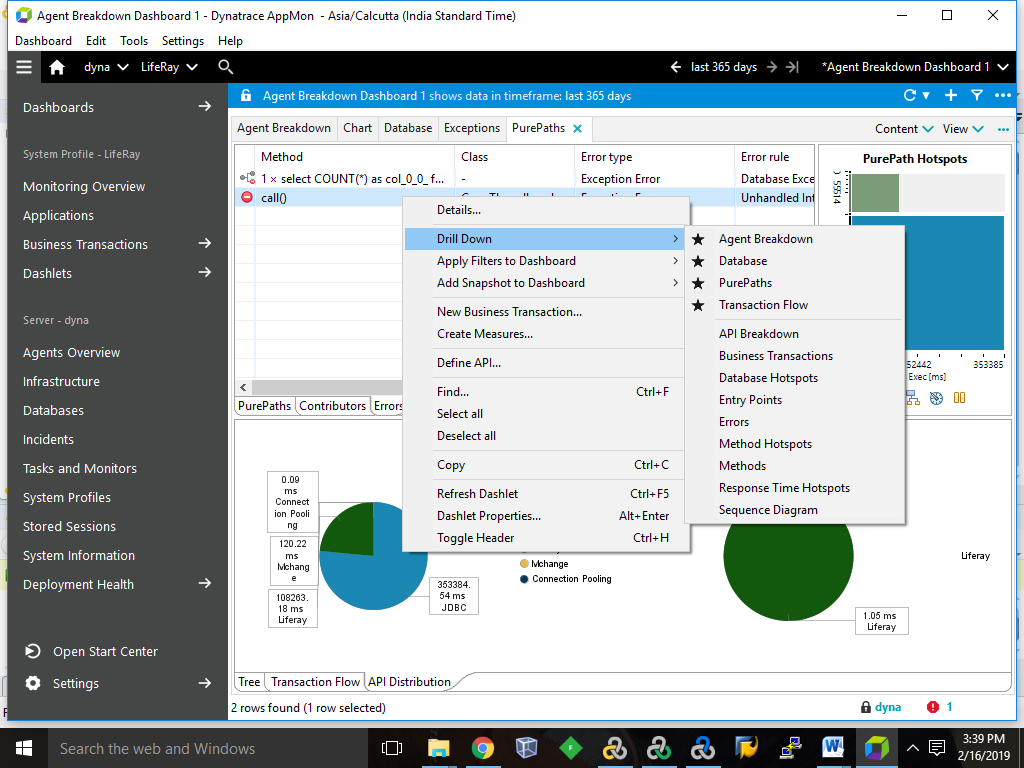 Agent Breakdown Dashboard 1 - Dynatrace AppMon - Asia/Calcutta (India Standard Time)
Dashboard Edit Tools Settings Help
dyna LifeRay last 365 days *Agent Breakdown Dashboard 1
Agent Breakdown Dashboard 1 shows data in timeframe: last 365 days
Dashboards
System Profile - LifeRay
Monitoring Overview
Applications
Business Transactions
Dashlets
Server - dyna
Agents Overview
Infrastructure
Databases
Incidents
Tasks and Monitors
System Profiles
Stored Sessions
System Information
Deployment Health
Open Start Center
Settings
Agent Breakdown Chart Database Exceptions PurePaths Content View
Method Class Error type Error rule
1 × select COUNT(*) as col_0_0_ f... - Exception Error Database Exce
call() Unhandled Int
PurePath Hotspots
55514
52442 353385
Exec [ms]
Details...
Drill Down
Apply Filters to Dashboard
Add Snapshot to Dashboard
New Business Transaction...
Create Measures...
Define API...
Find... Ctrl+F
Select all
Deselect all
Copy Ctrl+C
Refresh Dashlet Ctrl+F5
Dashlet Properties... Alt+Enter
Toggle Header Ctrl+H
Agent Breakdown
Database
PurePaths
Transaction Flow
API Breakdown
Business Transactions
Database Hotspots
Entry Points
Errors
Method Hotspots
Methods
Response Time Hotspots
Sequence Diagram
PurePaths Contributors Errors
0.09
ms
Connect
ion Pooli
ng
120.22
ms
Mchang
e
108263.
18 ms
Liferay
353384.
54 ms
JDBC
Mchange
Connection Pooling
1.05 ms
Liferay
Liferay
Tree Transaction Flow API Distribution
2 rows found (1 row selected) dyna 1
Search the web and Windows
3:39 PM
2/16/2019